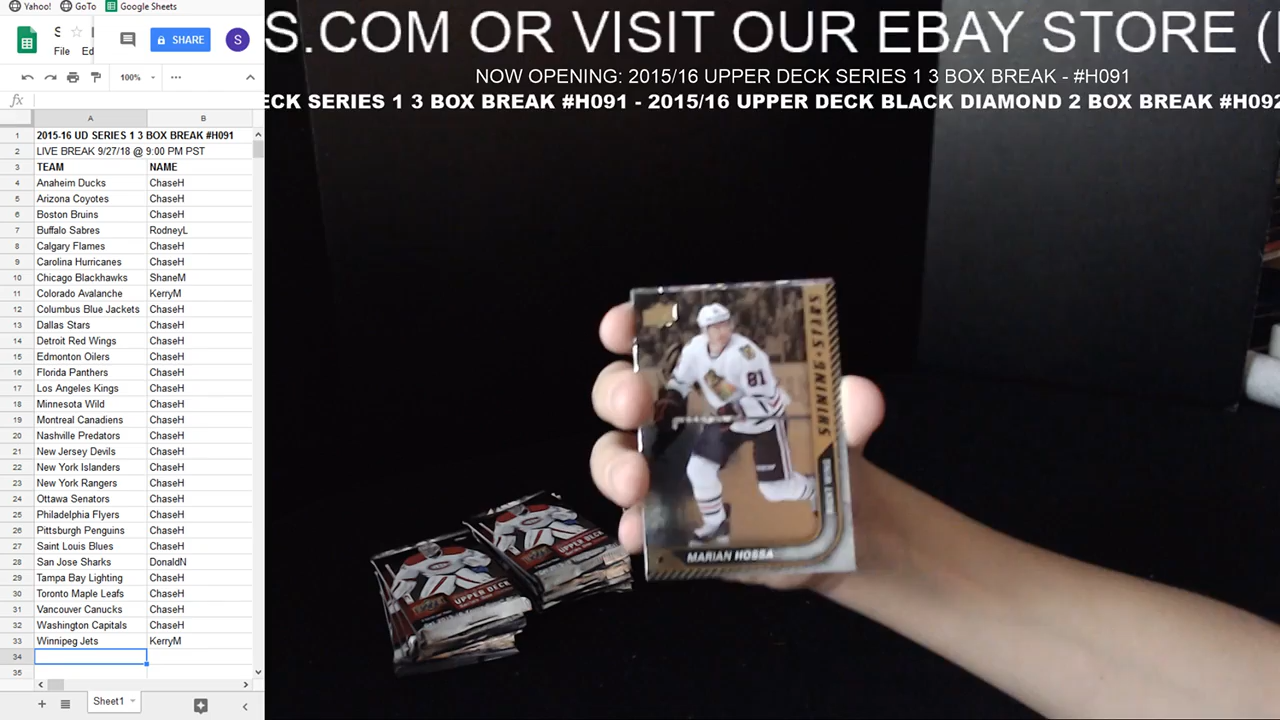 Yahoo! GoTo Google Sheets
S
File Ed
SHARE
S
100%
fx
A B
1 2015-16 UD SERIES 1 3 BOX BREAK #H091
2 LIVE BREAK 9/27/18 @ 9:00 PM PST
3 TEAM NAME
4 Anaheim Ducks ChaseH
5 Arizona Coyotes ChaseH
6 Boston Bruins ChaseH
7 Buffalo Sabres RodneyL
8 Calgary Flames ChaseH
9 Carolina Hurricanes ChaseH
10 Chicago Blackhawks ShaneM
11 Colorado Avalanche KerryM
12 Columbus Blue Jackets ChaseH
13 Dallas Stars ChaseH
14 Detroit Red Wings ChaseH
15 Edmonton Oilers ChaseH
16 Florida Panthers ChaseH
17 Los Angeles Kings ChaseH
18 Minnesota Wild ChaseH
19 Montreal Canadiens ChaseH
20 Nashville Predators ChaseH
21 New Jersey Devils ChaseH
22 New York Islanders ChaseH
23 New York Rangers ChaseH
24 Ottawa Senators ChaseH
25 Philadelphia Flyers ChaseH
26 Pittsburgh Penguins ChaseH
27 Saint Louis Blues ChaseH
28 San Jose Sharks DonaldN
29 Tampa Bay Lighting ChaseH
30 Toronto Maple Leafs ChaseH
31 Vancouver Canucks ChaseH
32 Washington Capitals ChaseH
33 Winnipeg Jets KerryM
34
35
Sheet1
S.COM OR VISIT OUR EBAY STORE (
NOW OPENING: 2015/16 UPPER DECK SERIES 1 3 BOX BREAK - #H091
ECK SERIES 1 3 BOX BREAK #H091 - 2015/16 UPPER DECK BLACK DIAMOND 2 BOX BREAK #H092
SHINING STARS
81
RIGHT WING
MARIAN HOSSA
UPPER DECK
UPPER DECK